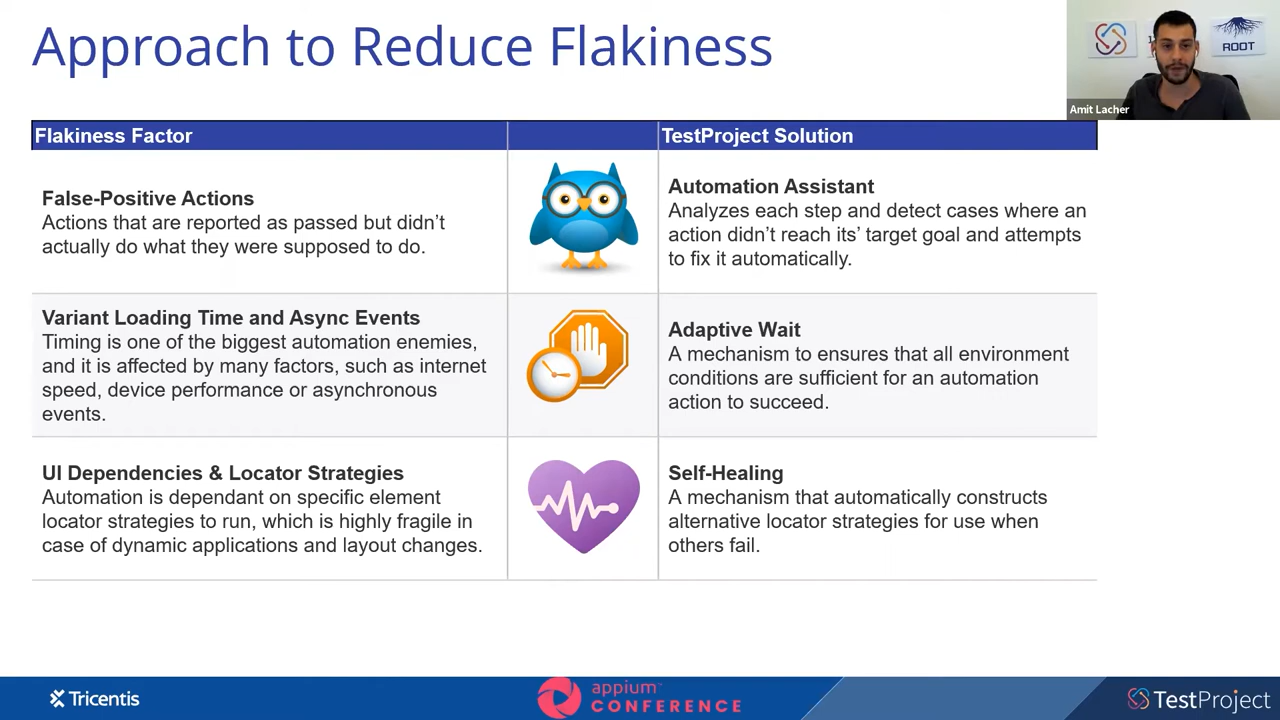 Approach to Reduce Flakiness
ROOT
Amit Lacher
Flakiness Factor
TestProject Solution
False-Positive Actions
Actions that are reported as passed but didn’t
actually do what they were supposed to do.
Automation Assistant
Analyzes each step and detect cases where an
action didn’t reach its’ target goal and attempts
to fix it automatically.
Variant Loading Time and Async Events
Timing is one of the biggest automation enemies,
and it is affected by many factors, such as internet
speed, device performance or asynchronous
events.
Adaptive Wait
A mechanism to ensures that all environment
conditions are sufficient for an automation
action to succeed.
UI Dependencies & Locator Strategies
Automation is dependant on specific element
locator strategies to run, which is highly fragile in
case of dynamic applications and layout changes.
Self-Healing
A mechanism that automatically constructs
alternative locator strategies for use when
others fail.
Tricentis
appium™
CONFERENCE
TestProject